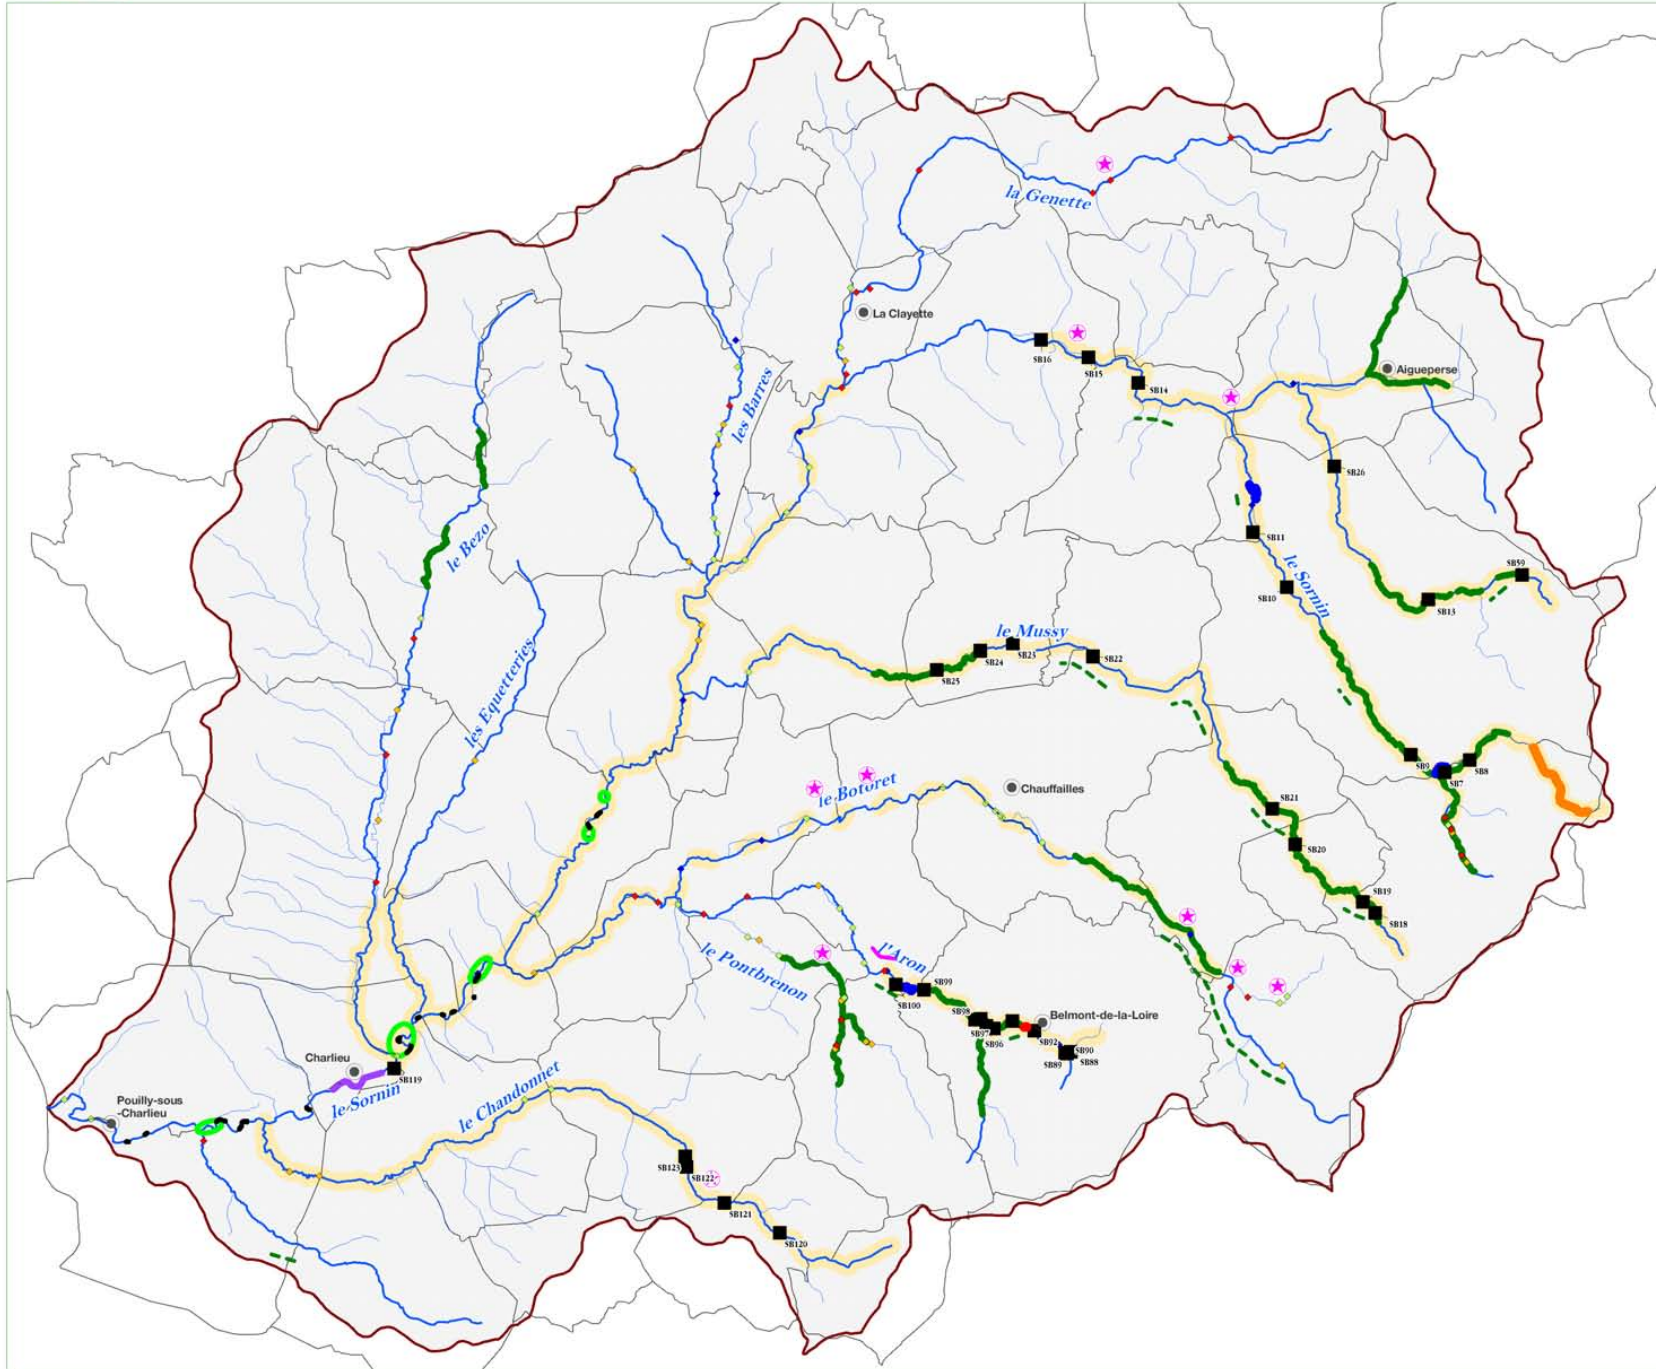 la Genette
La Clayette
SB16
SB15
SB14
Aigueperse
les Barres
SB26
le Bezo
SB11
le Sornin
SB10
SB59
SB13
le Mussy
SB24
SB23
SB22
SB25
les Equetteries
SB9
SB8
SB7
le Botoret
Chauffailles
SB21
SB20
SB19
SB18
l'Aron
le Pontbrenon
SB99
SB100
SB98
Belmont-de-la-Loire
SB97
SB96
SB92
SB90
SB89
SB88
Charlieu
SB119
le Sornin
le Chandonnet
Pouilly-sous
-Charlieu
SB123
SB122
SB121
SB120